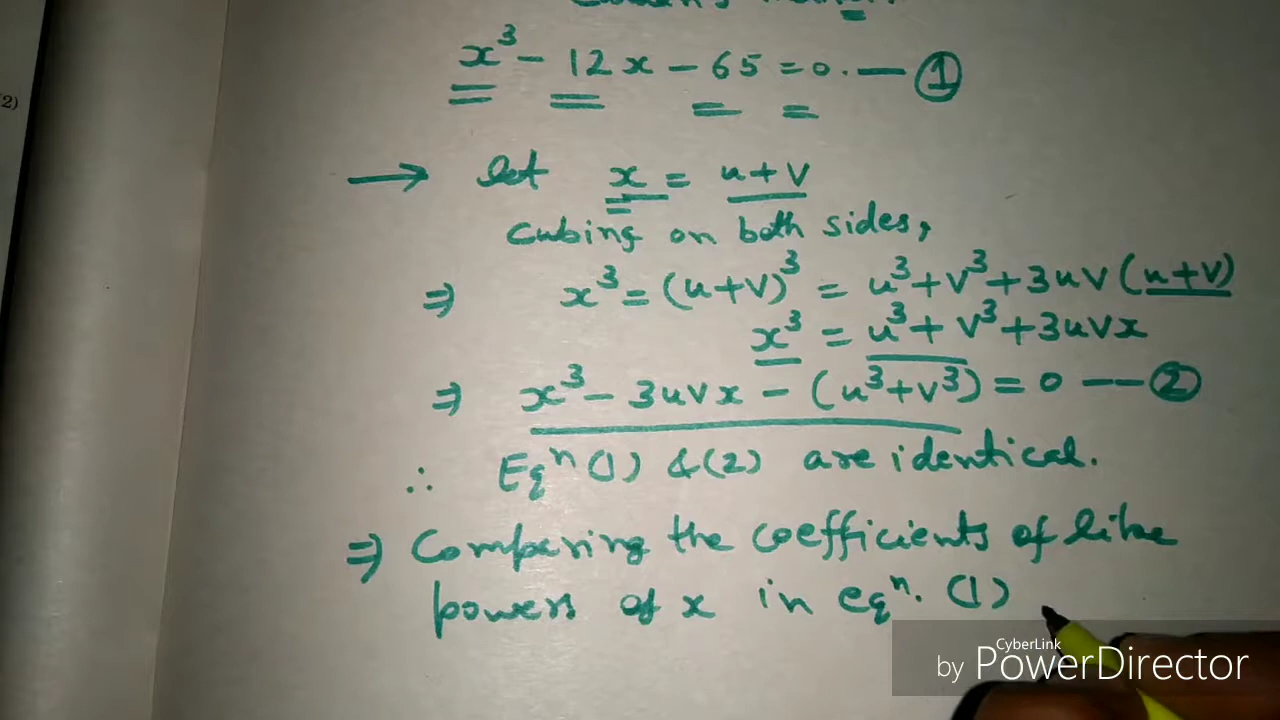 x³ - 12x - 65 = 0. — ①
2)
→ let x = u+v
cubing on both sides,
⇒ x³ = (u+v)³ = u³+v³+3uv(u+v)
x³ = u³+v³+3uvx
⇒ x³ - 3uvx - (u³+v³) = 0 — ②
∴ Eqⁿ (1) & (2) are identical.
⇒ Comparing the coefficients of like
powers of x in eqⁿ. (1)
CyberLink
by PowerDirector